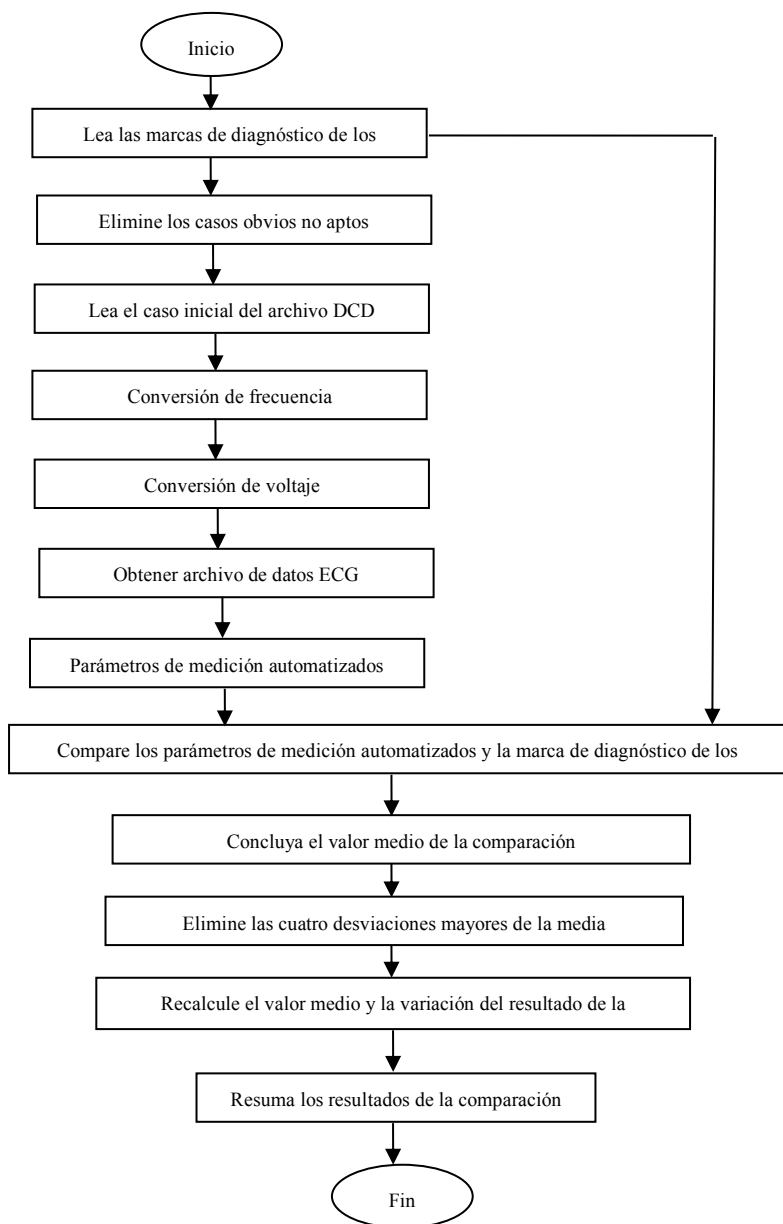 Inicio
Lea las marcas de diagnóstico de los
Elimine los casos obvios no aptos
Lea el caso inicial del archivo DCD
Conversión de frecuencia
Conversión de voltaje
Obtener archivo de datos ECG
Parámetros de medición automatizados
Compare los parámetros de medición automatizados y la marca de diagnóstico de los
Concluya el valor medio de la comparación
Elimine las cuatro desviaciones mayores de la media
Recalcule el valor medio y la variación del resultado de la
Resuma los resultados de la comparación
Fin